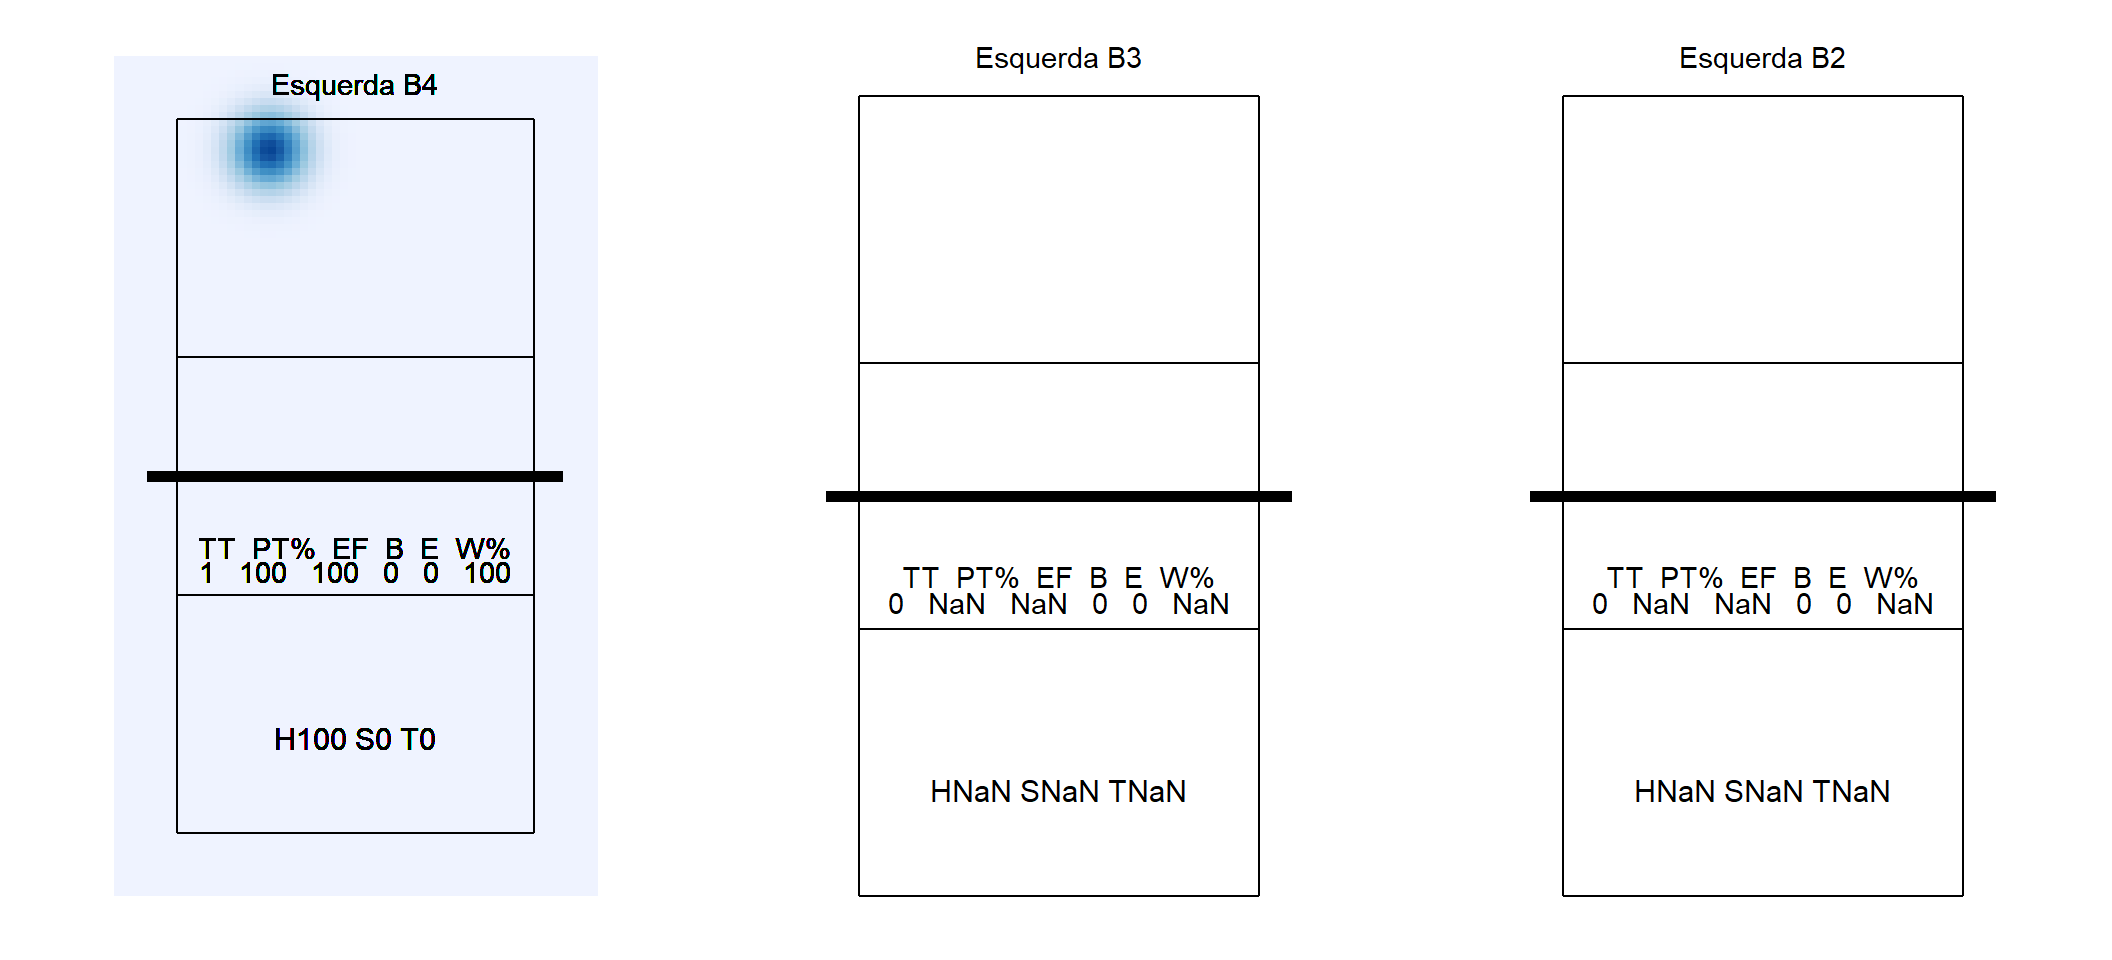 Esquerda B4
TT PT% EF B E W%
1 100 100 0 0 100
H100 S0 T0
Esquerda B3
TT PT% EF B E W%
0 NaN NaN 0 0 NaN
HNaN SNaN TNaN
Esquerda B2
TT PT% EF B E W%
0 NaN NaN 0 0 NaN
HNaN SNaN TNaN